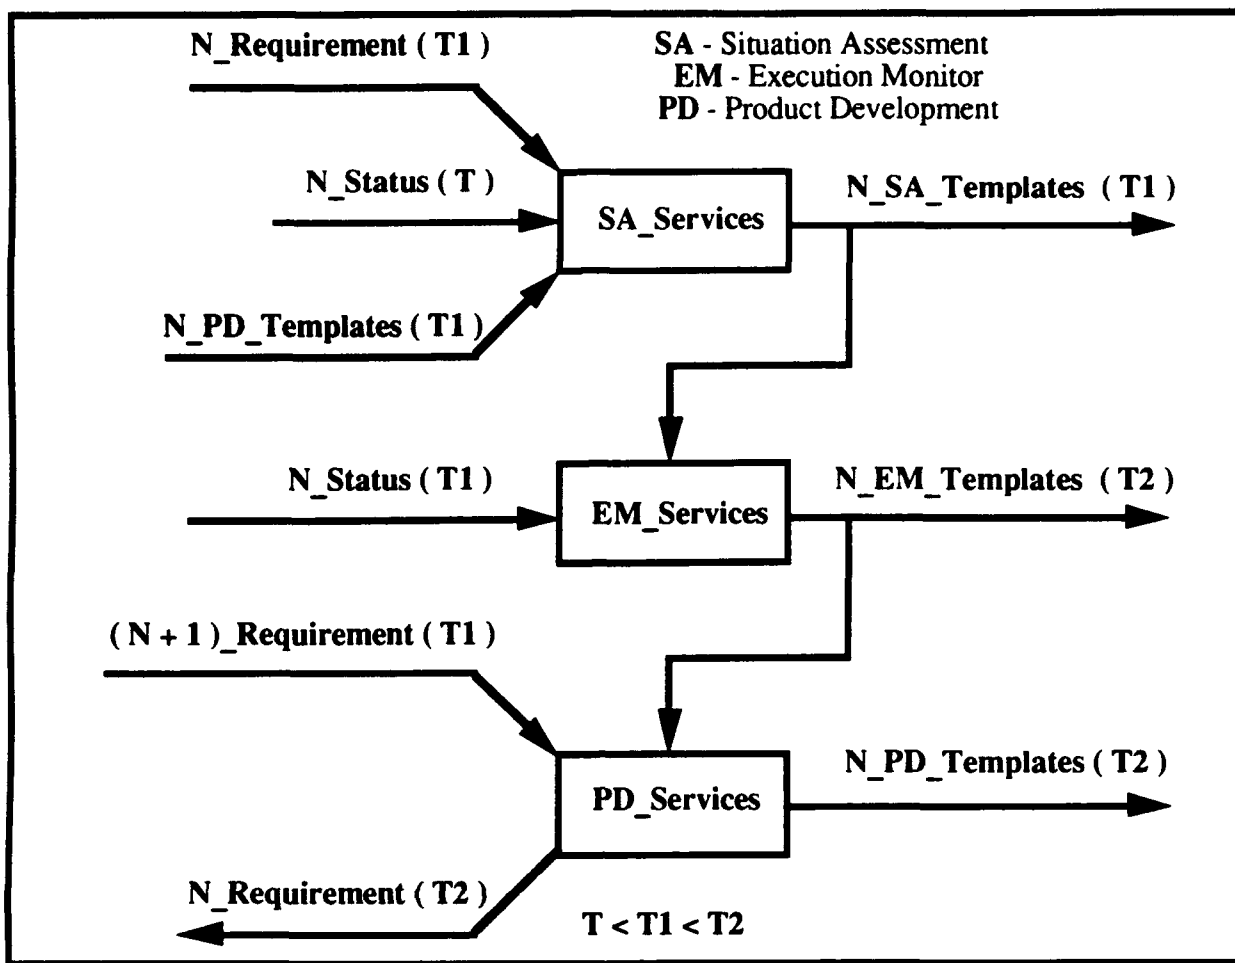 N_Requirement ( T1 )
SA - Situation Assessment
EM - Execution Monitor
PD - Product Development
N_Status ( T )
N_SA_Templates ( T1 )
SA_Services
N_PD_Templates ( T1 )
N_Status ( T1 )
N_EM_Templates ( T2 )
EM_Services
( N + 1 )_Requirement ( T1 )
N_PD_Templates ( T2 )
PD_Services
N_Requirement ( T2 )
T < T1 < T2